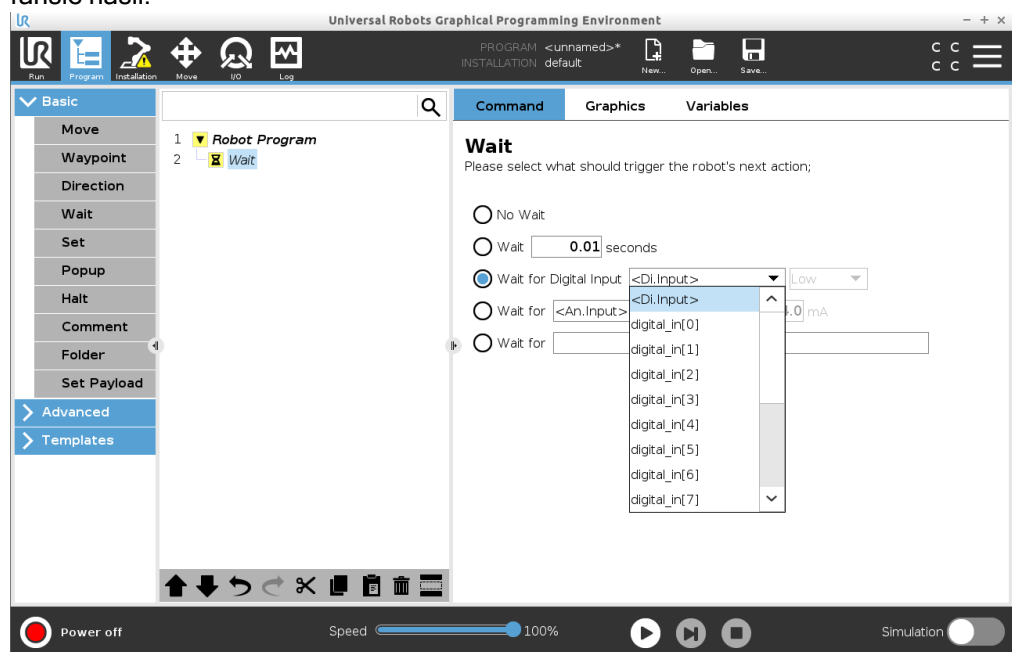 Universal Robots Graphical Programming Environment
PROGRAM <unnamed>*
INSTALLATION default
Run
Program
Installation
Move
I/O
Log
New...
Open...
Save...
C C
C C
Basic
Move
Waypoint
Direction
Wait
Set
Popup
Halt
Comment
Folder
Set Payload
Advanced
Templates
1 Robot Program
2 Wait
Command Graphics Variables
Wait
Please select what should trigger the robot's next action;
No Wait
Wait 0.01 seconds
Wait for Digital Input <Di.Input> Low
Wait for <An.Input> mA
Wait for
<Di.Input>
digital_in[0]
digital_in[1]
digital_in[2]
digital_in[3]
digital_in[4]
digital_in[5]
digital_in[6]
digital_in[7]
Power off
Speed 100%
Simulation